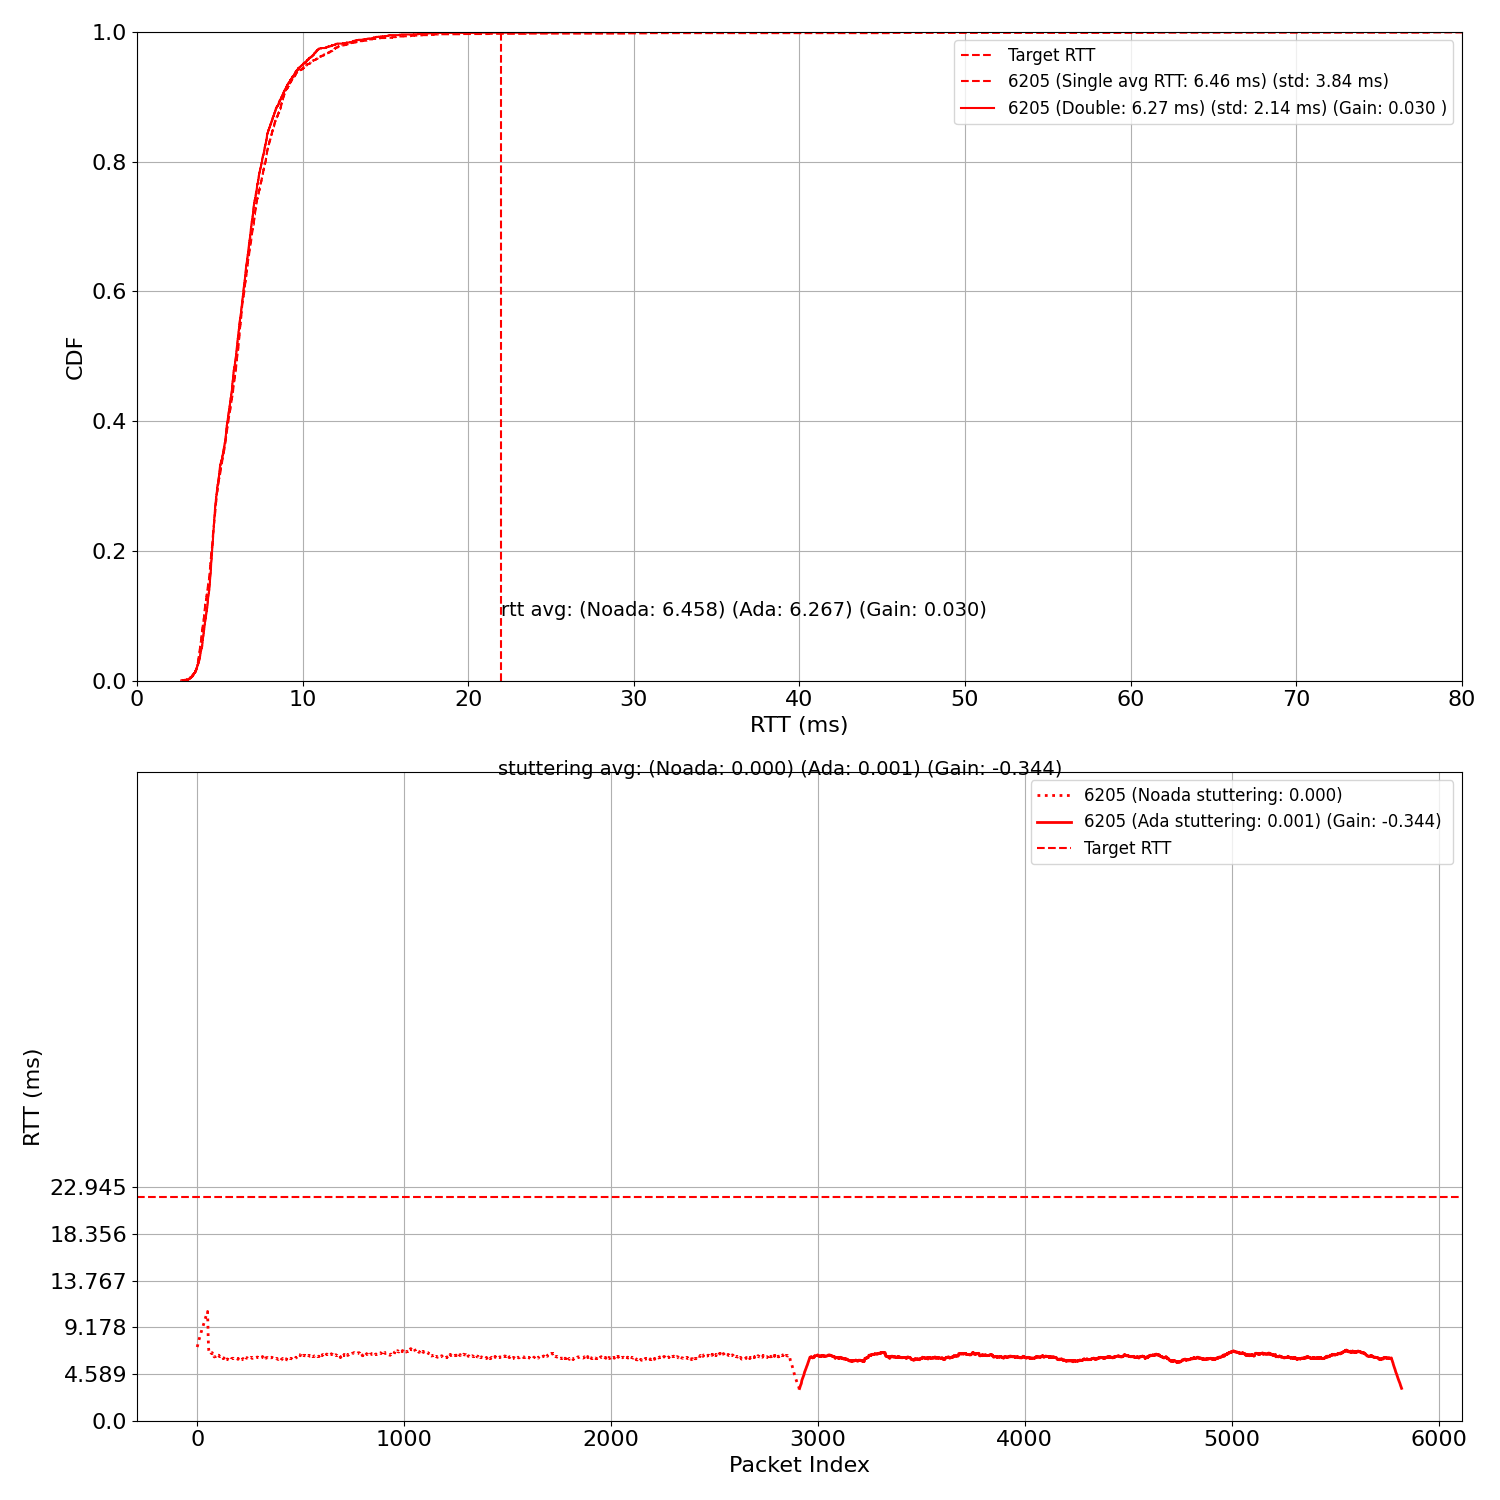 1.0
0.8
0.6
0.4
0.2
0.0
CDF
Target RTT
6205 (Single avg RTT: 6.46 ms) (std: 3.84 ms)
6205 (Double: 6.27 ms) (std: 2.14 ms) (Gain: 0.030 )
rtt avg: (Noada: 6.458) (Ada: 6.267) (Gain: 0.030)
0 10 20 30 40 50 60 70 80
RTT (ms)
stuttering avg: (Noada: 0.000) (Ada: 0.001) (Gain: -0.344)
6205 (Noada stuttering: 0.000)
6205 (Ada stuttering: 0.001) (Gain: -0.344)
Target RTT
RTT (ms)
22.945
18.356
13.767
9.178
4.589
0.0
0 1000 2000 3000 4000 5000 6000
Packet Index